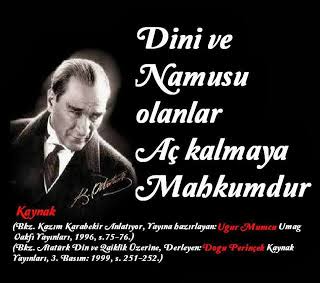 Dini ve
Namusu
olanlar
Aç kalmaya
Mahkumdur
K. Atatürk
Kaynak
(Bkz. Kazım Karabekir Anlatıyor, Yayına hazırlayan: Uğur Mumcu Umag
Vakfı Yayınları, 1996, s.75-76.)
(Bkz. Atatürk Din ve Laiklik Üzerine, Derleyen: Doğu Perinçek Kaynak
Yayınları, 3. Basım: 1999, s. 251-252.)